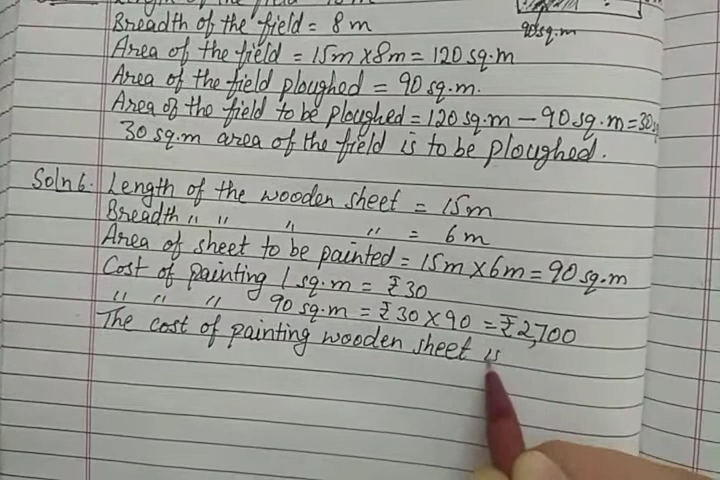 90sq.m
Breadth of the field = 8 m
Area of the field = 15m x 8m = 120 sq.m
Area of the field ploughed = 90 sq.m.
Area of the field to be ploughed = 120 sq.m – 90 sq.m = 30 sq
30 sq.m area of the field is to be ploughed.
Soln 6. Length of the wooden sheet = 15m
Breadth " " " " = 6 m
Area of sheet to be painted = 15m x 6m = 90 sq.m
Cost of painting 1 sq.m = ₹30
" " " 90 sq.m = ₹30 x 90 = ₹2,700
The cost of painting wooden sheet is